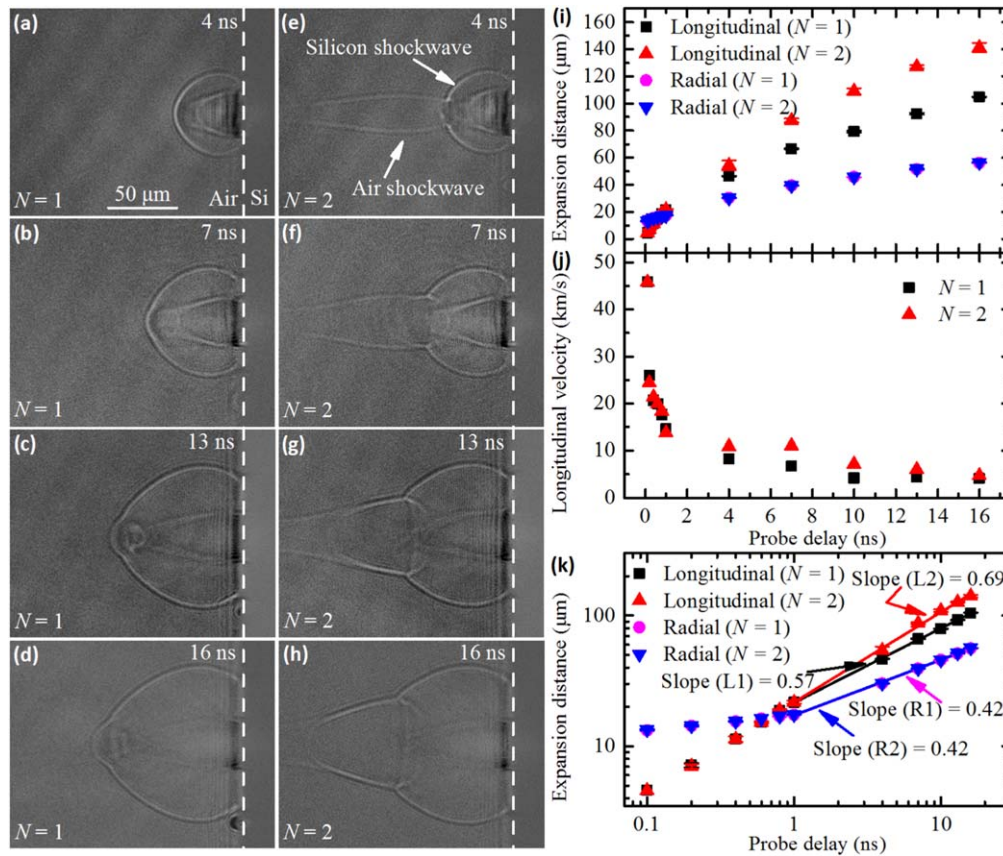 (a)
4 ns
50 μm
Air
Si
N = 1
(b)
7 ns
N = 1
(c)
13 ns
N = 1
(d)
16 ns
N = 1
(e)
4 ns
Silicon shockwave
Air shockwave
N = 2
(f)
7 ns
N = 2
(g)
13 ns
N = 2
(h)
16 ns
N = 2
(i)
Expansion distance (μm)
160
140
120
100
80
60
40
20
0
Longitudinal (N = 1)
Longitudinal (N = 2)
Radial (N = 1)
Radial (N = 2)
(j)
Longitudinal velocity (km/s)
50
40
30
20
10
0
N = 1
N = 2
0 2 4 6 8 10 12 14 16
Probe delay (ns)
(k)
Expansion distance (μm)
100
10
Longitudinal (N = 1)
Longitudinal (N = 2)
Radial (N = 1)
Radial (N = 2)
Slope (L2) = 0.69
Slope (L1) = 0.57
Slope (R1) = 0.42
Slope (R2) = 0.42
0.1 1 10
Probe delay (ns)